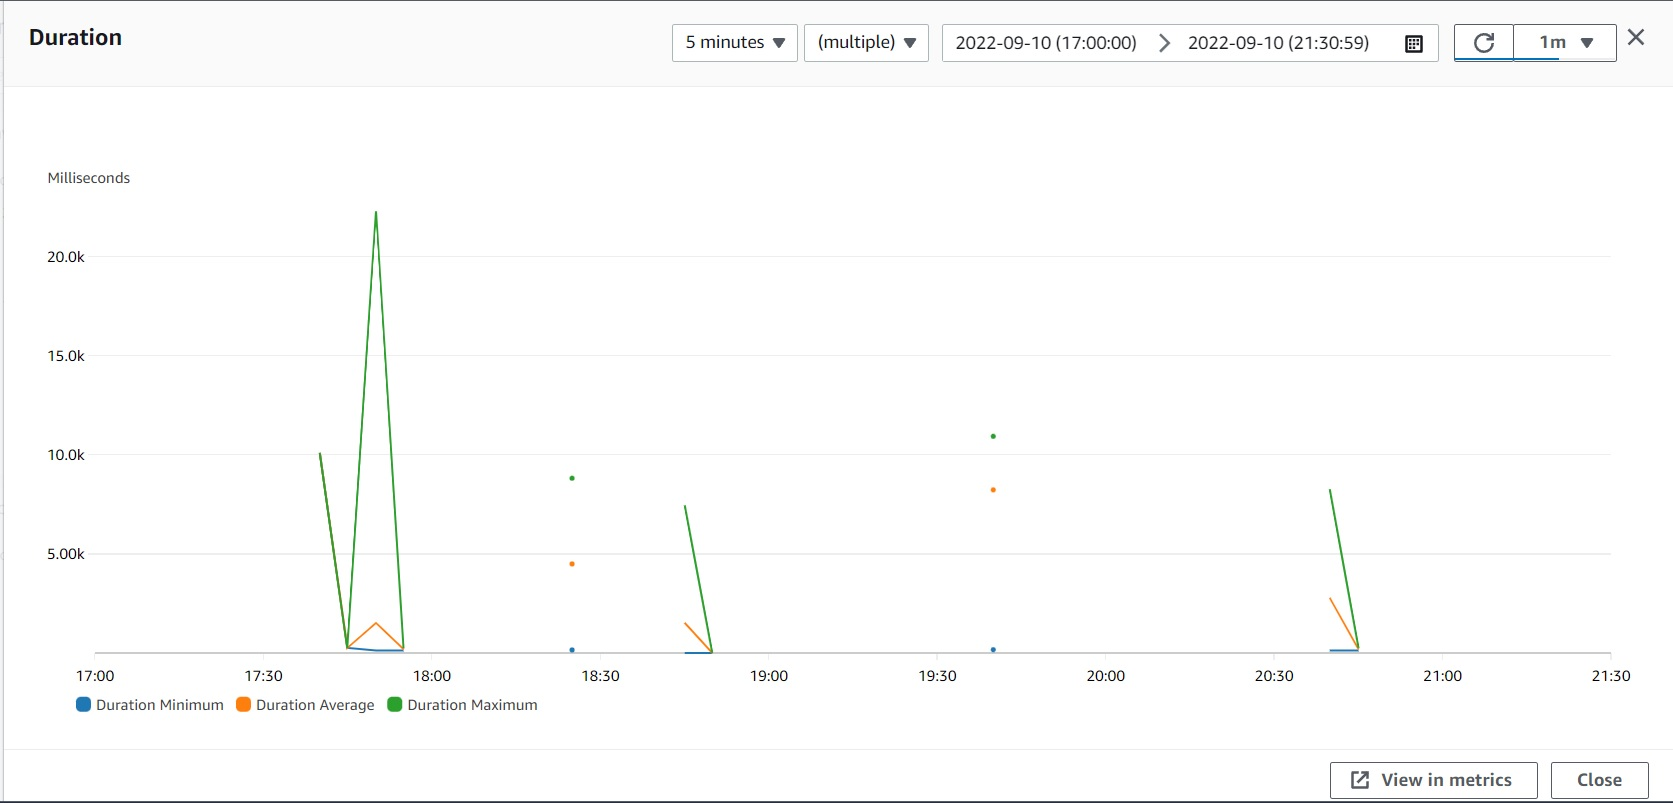 Duration
5 minutes
(multiple)
2022-09-10 (17:00:00)
2022-09-10 (21:30:59)
1m
Milliseconds
20.0k
15.0k
10.0k
5.00k
17:00
17:30
18:00
18:30
19:00
19:30
20:00
20:30
21:00
21:30
Duration Minimum
Duration Average
Duration Maximum
View in metrics
Close